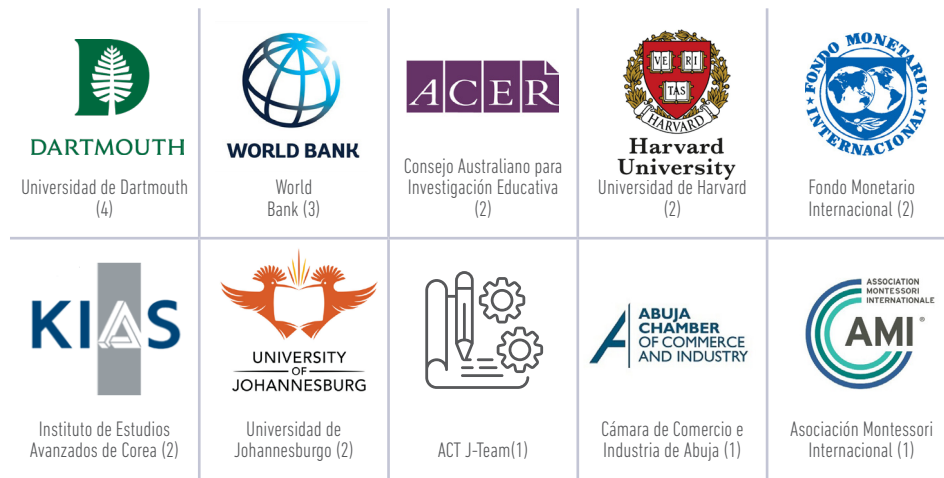 DARTMOUTH
Universidad de Dartmouth
(4)
WORLD BANK
World
Bank (3)
ACER
Consejo Australiano para
Investigación Educativa
(2)
VE RI
TAS
HARVARD
Harvard
University
Universidad de Harvard
(2)
FONDO MONETARIO
INTERNACIONAL
Fondo Monetario
Internacional (2)
KIAS
Instituto de Estudios
Avanzados de Corea (2)
UNIVERSITY
OF
JOHANNESBURG
Universidad de
Johannesburgo (2)
ACT J-Team(1)
ABUJA
CHAMBER
OF COMMERCE
AND INDUSTRY
Cámara de Comercio e
Industria de Abuja (1)
ASSOCIATION
MONTESSORI
INTERNATIONALE
AMI®
Asociación Montessori
Internacional (1)